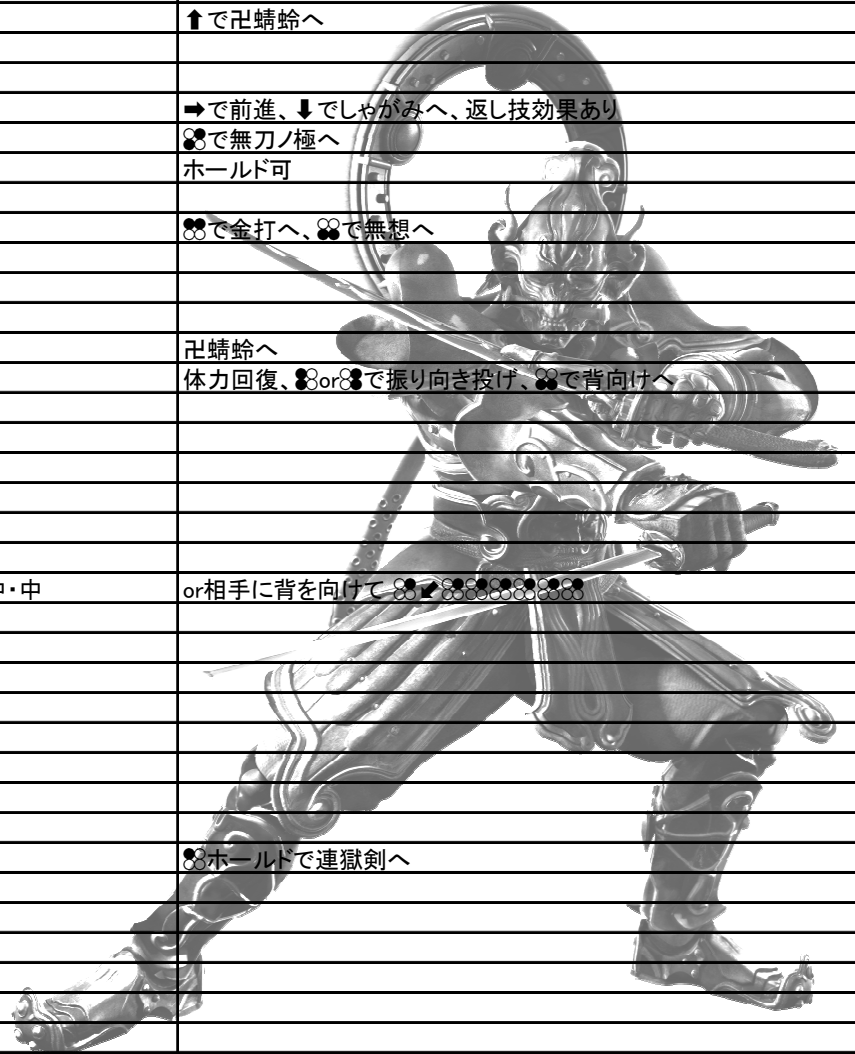 ⬆で卍蜻蛉へ
➡で前進、⬇でしゃがみへ、返し技効果あり
で無刀ノ極へ
ホールド可
で金打へ、で無想へ
卍蜻蛉へ
体力回復、orで振り向き投げ、で背向けへ
・中
or相手に背を向けて ⬋
ホールドで連獄剣へ